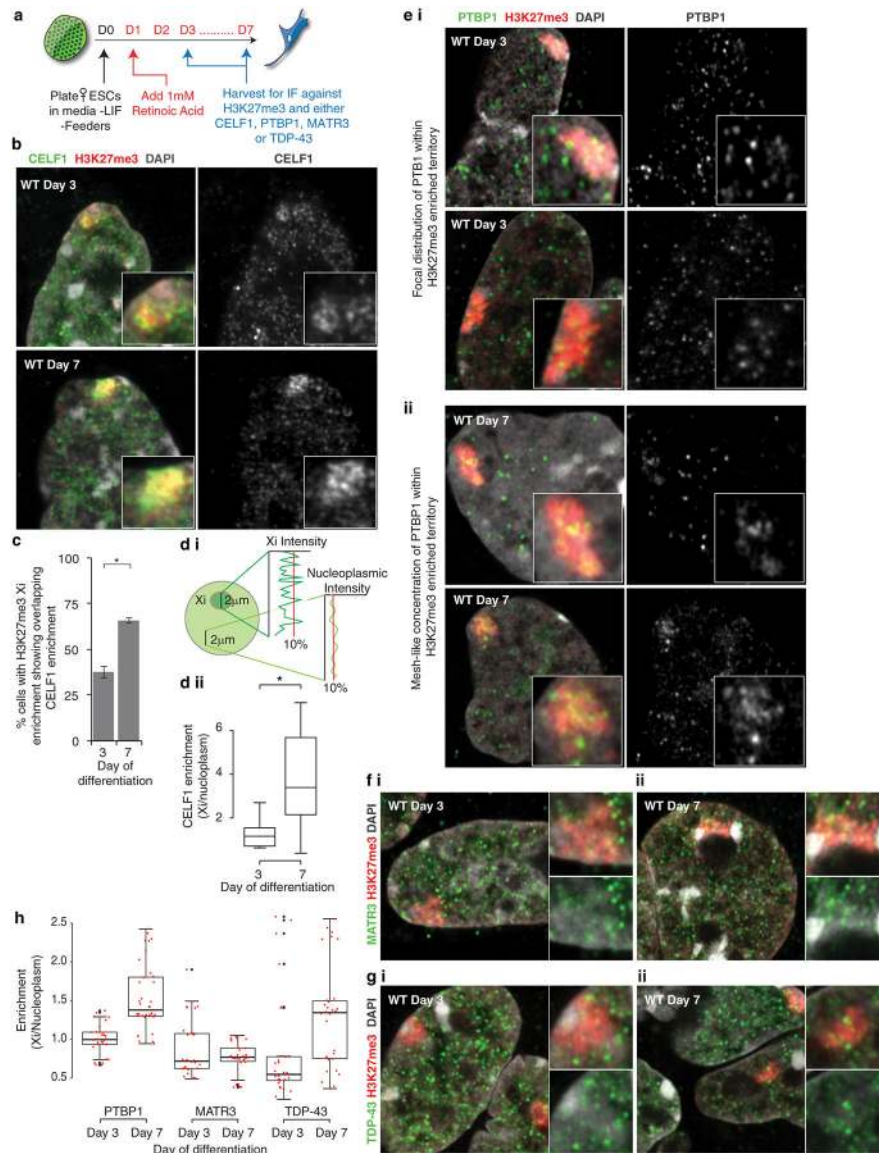 a
D0 D1 D2 D3 .......... D7
Plate ♀ ESCs
in media -LIF
-Feeders
Add 1mM
Retinoic Acid
Harvest for IF against
H3K27me3 and either
CELF1, PTBP1, MATR3
or TDP-43
b
CELF1 H3K27me3 DAPI
CELF1
WT Day 3
WT Day 7
c
% cells with H3K27me3 Xi
enrichment showing overlapping
CELF1 enrichment
100
75
50
25
0
*
3 7
Day of
differentiation
d i
Xi Intensity
Nucleoplasmic
Intensity
Xi
2μm
2μm
10%
10%
d ii
*
CELF1 enrichment
(Xi/nucloplasm)
6
4
2
3 7
Day of differentiation
e i
PTBP1 H3K27me3 DAPI
PTBP1
Focal distribution of PTB1 within
H3K27me3 enriched territory
WT Day 3
WT Day 3
ii
Mesh-like concentration of PTBP1 within
H3K27me3 enriched territory
WT Day 7
WT Day 7
f i
ii
MATR3 H3K27me3 DAPI
WT Day 3
WT Day 7
g i
ii
TDP-43 H3K27me3 DAPI
WT Day 3
WT Day 7
h
Enrichment
(Xi/Nucleoplasm)
2.5
2.0
1.5
1.0
0.5
PTBP1 MATR3 TDP-43
Day 3 Day 7 Day 3 Day 7 Day 3 Day 7
Day of differentiation